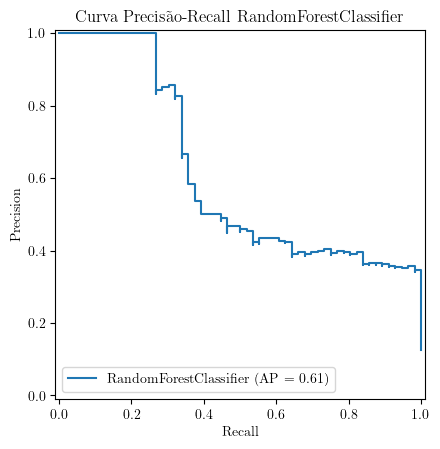 Curva Precisão-Recall RandomForestClassifier
1.0
0.8
0.6
0.4
0.2
0.0
Precision
RandomForestClassifier (AP = 0.61)
0.0 0.2 0.4 0.6 0.8 1.0
Recall